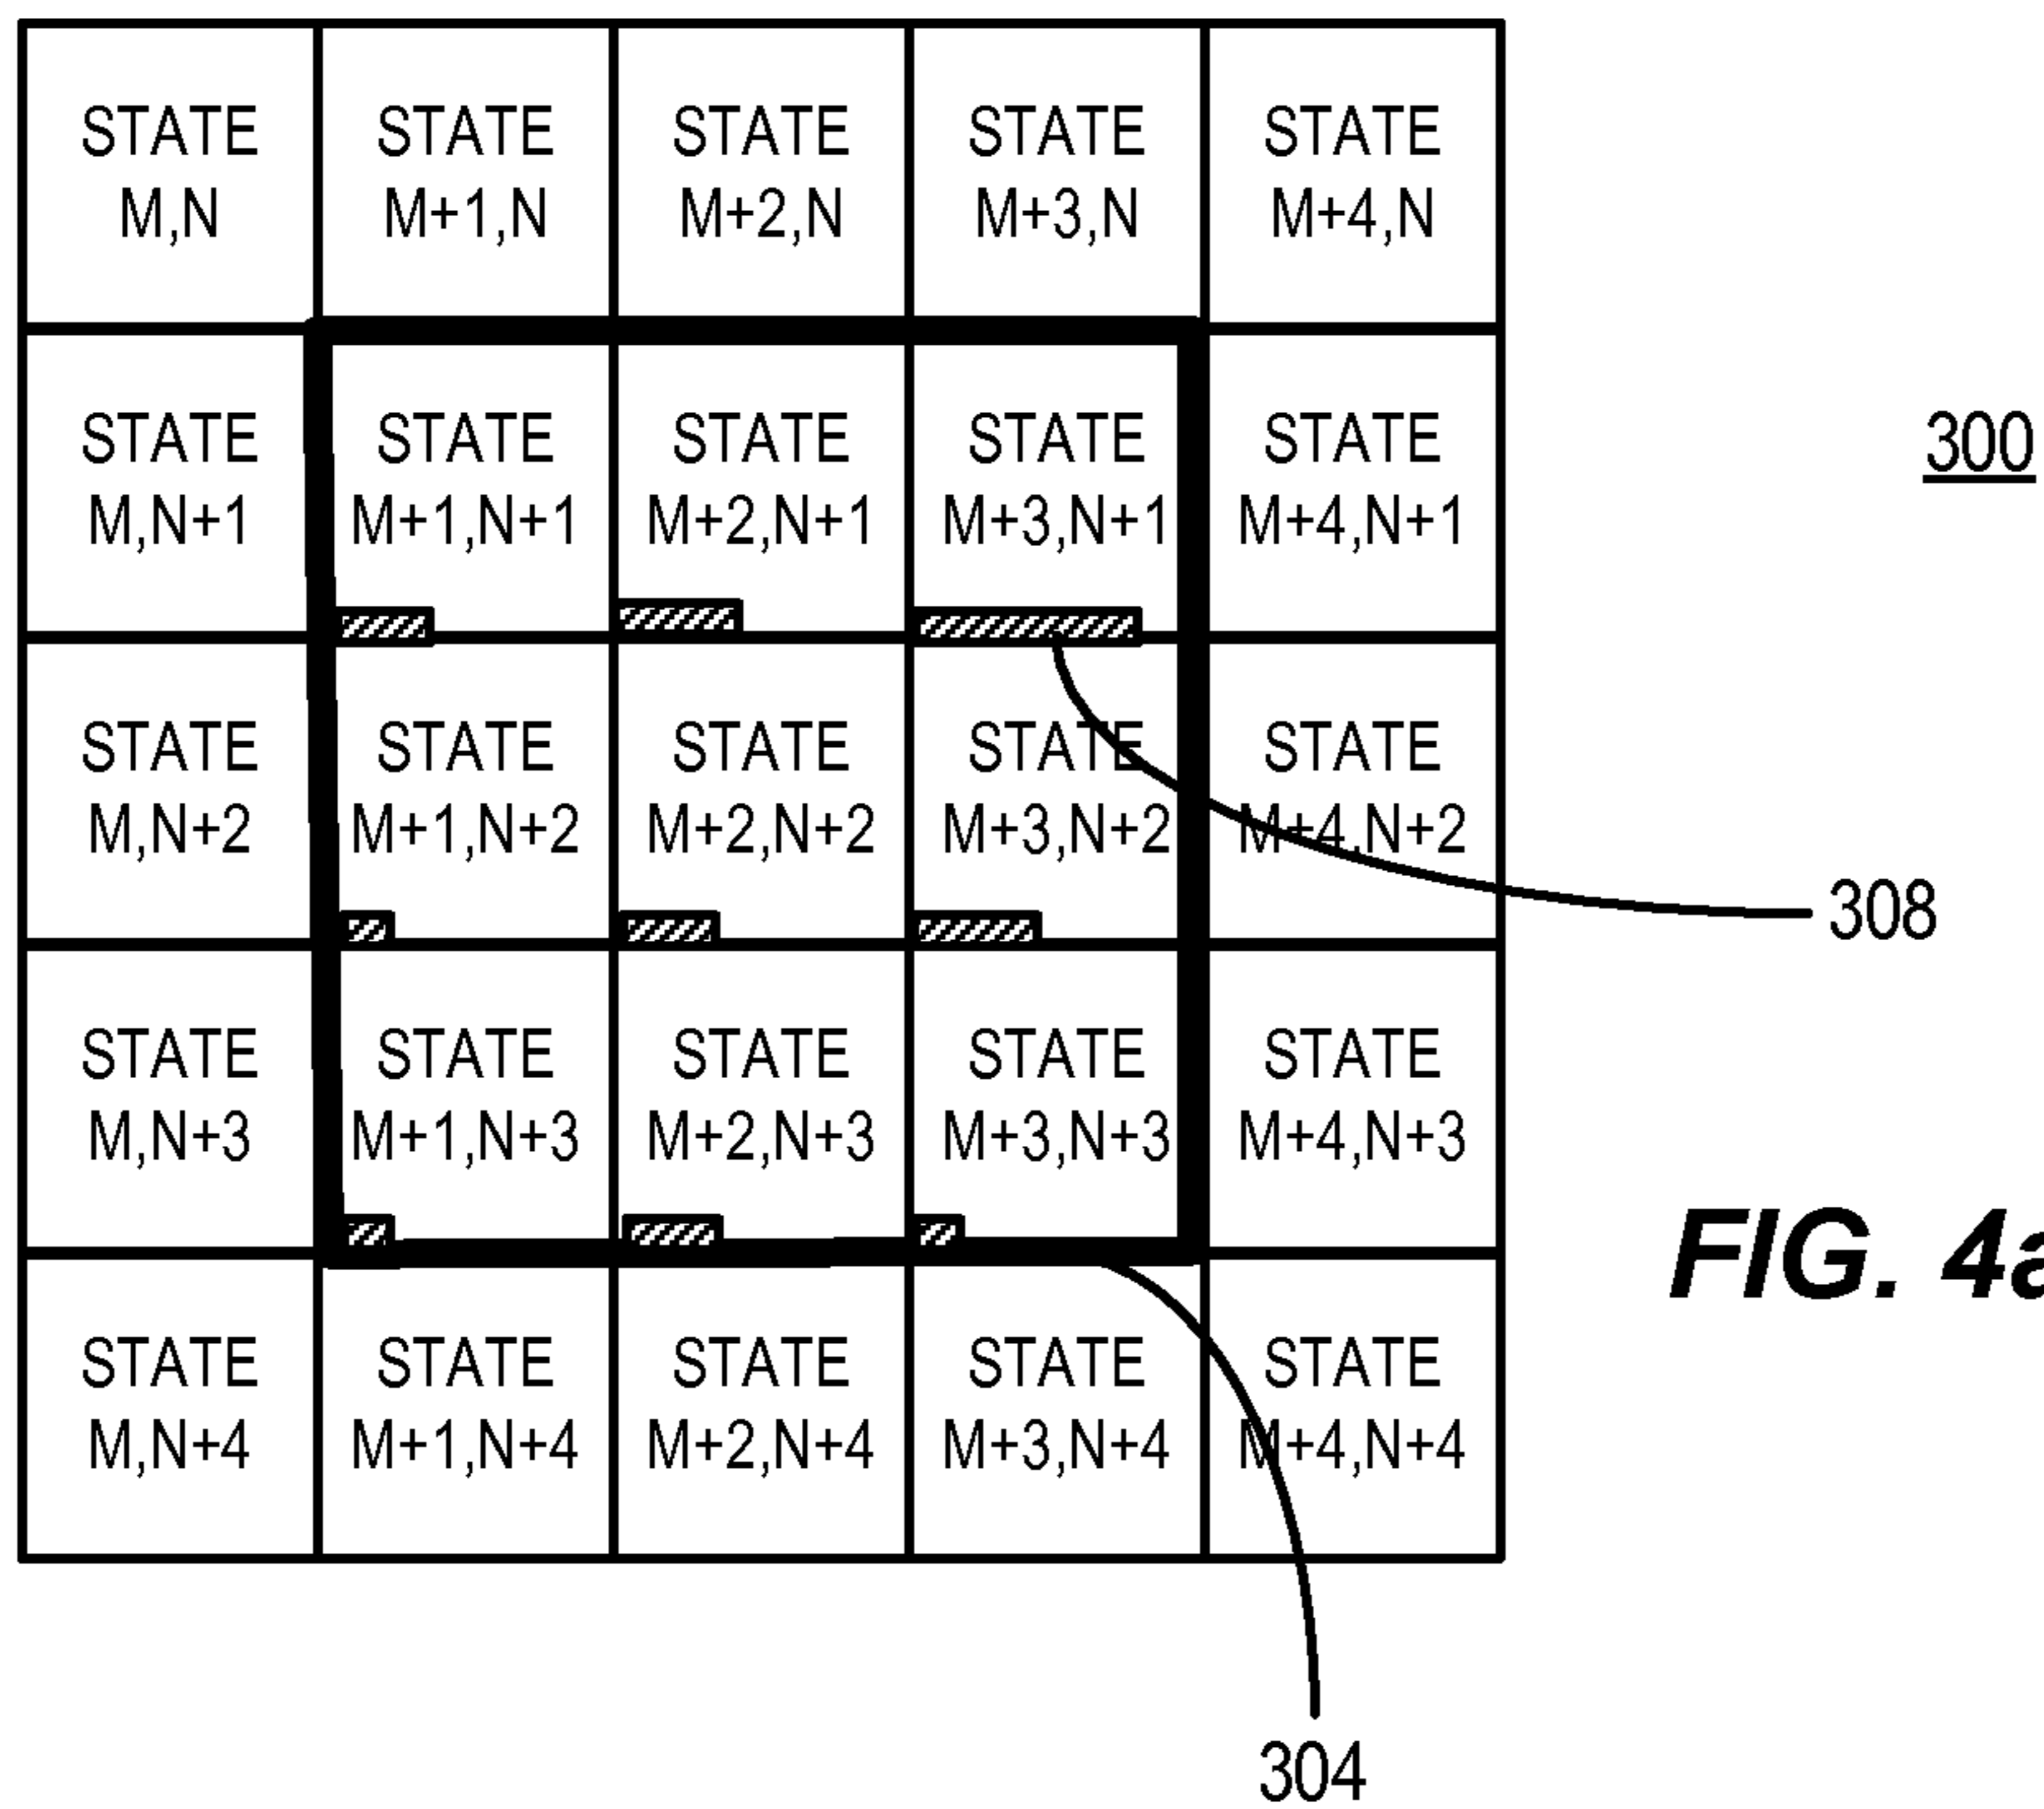 STATE STATE STATE STATE STATE
M,N M+1,N M+2,N M+3,N M+4,N
STATE STATE STATE STATE STATE
M,N+1 M+1,N+1 M+2,N+1 M+3,N+1 M+4,N+1
300
STATE STATE STATE STATE STATE
M,N+2 M+1,N+2 M+2,N+2 M+3,N+2 M+4,N+2
308
STATE STATE STATE STATE STATE
M,N+3 M+1,N+3 M+2,N+3 M+3,N+3 M+4,N+3
FIG. 4a
STATE STATE STATE STATE STATE
M,N+4 M+1,N+4 M+2,N+4 M+3,N+4 M+4,N+4
304